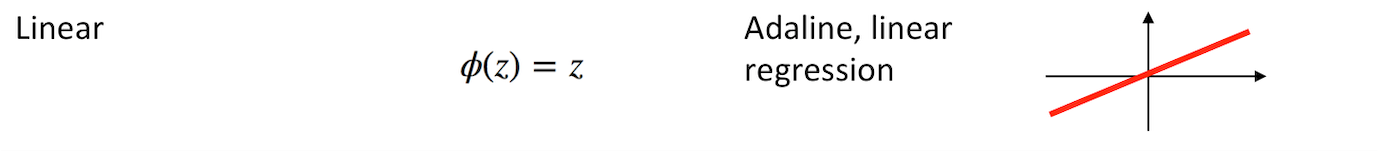 Linear
ϕ(z) = z
Adaline, linear
regression